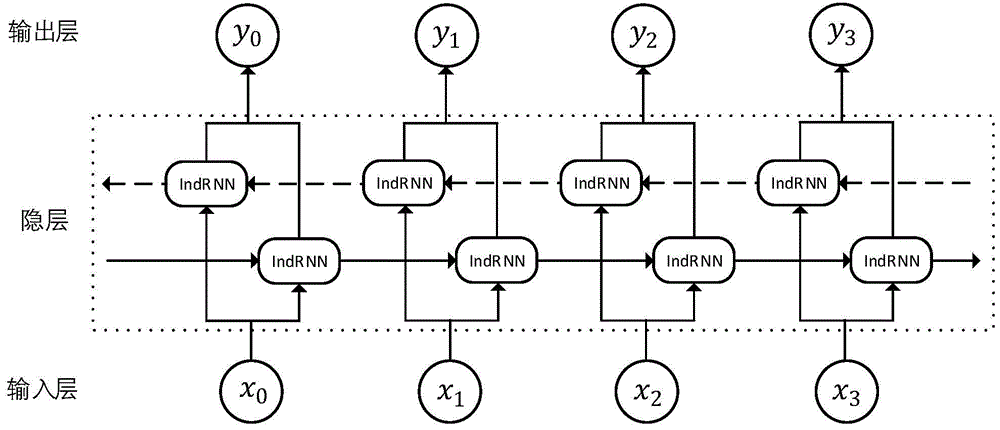 输出层 y0 y1 y2 y3
IndRNN IndRNN IndRNN IndRNN
隐层
IndRNN IndRNN IndRNN IndRNN
输入层 x0 x1 x2 x3